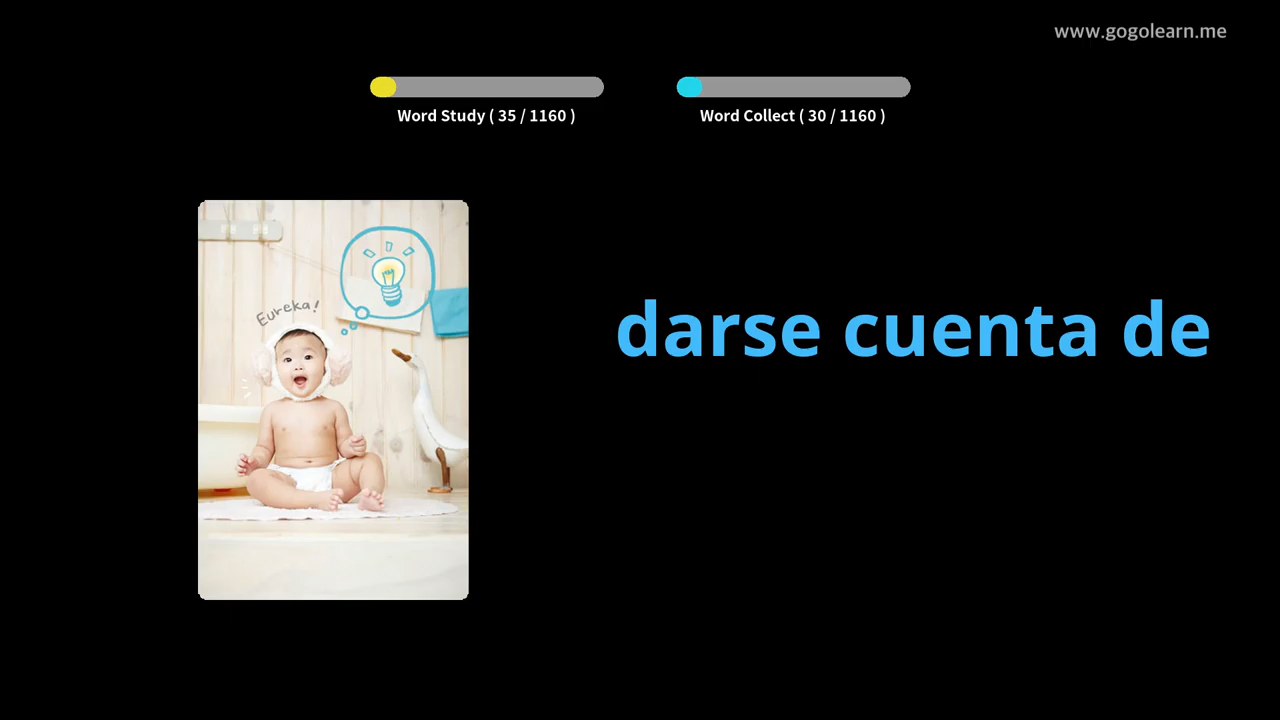 www.gogolearn.me
Word Study ( 35 / 1160 )
Word Collect ( 30 / 1160 )
Eureka!
darse cuenta de